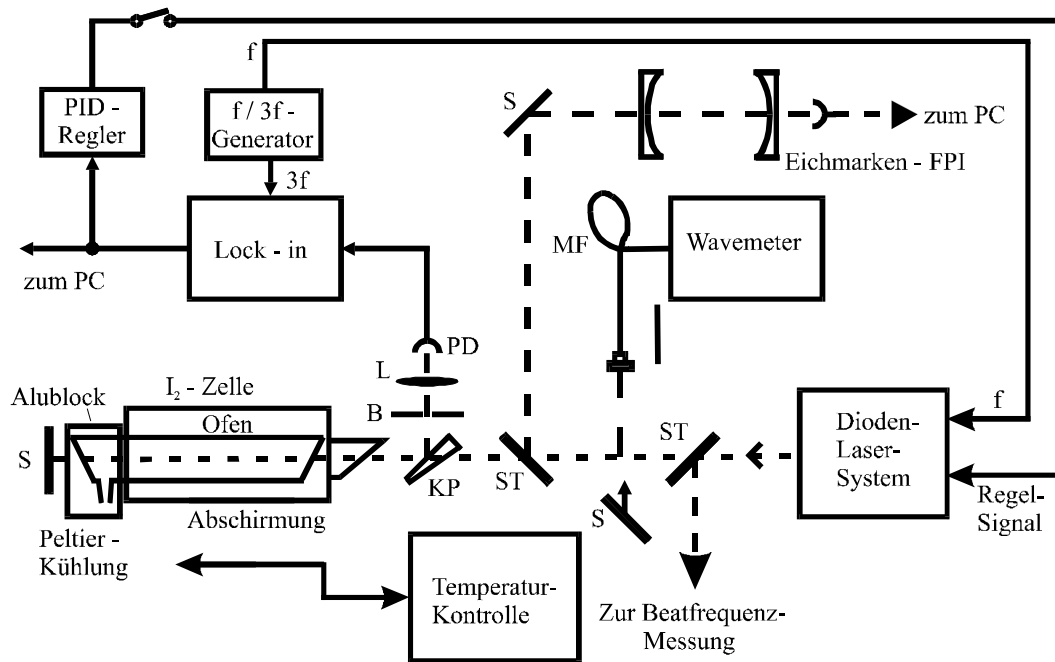 f
PID -
Regler
f / 3f -
Generator
3f
S
zum PC
Eichmarken - FPI
Lock - in
zum PC
MF
Wavemeter
PD
L
B
I₂ - Zelle
Alublock
Ofen
S
KP
ST
ST
S
Dioden-
Laser-
System
f
Regel-
Signal
Abschirmung
Peltier -
Kühlung
Temperatur-
Kontrolle
Zur Beatfrequenz-
Messung